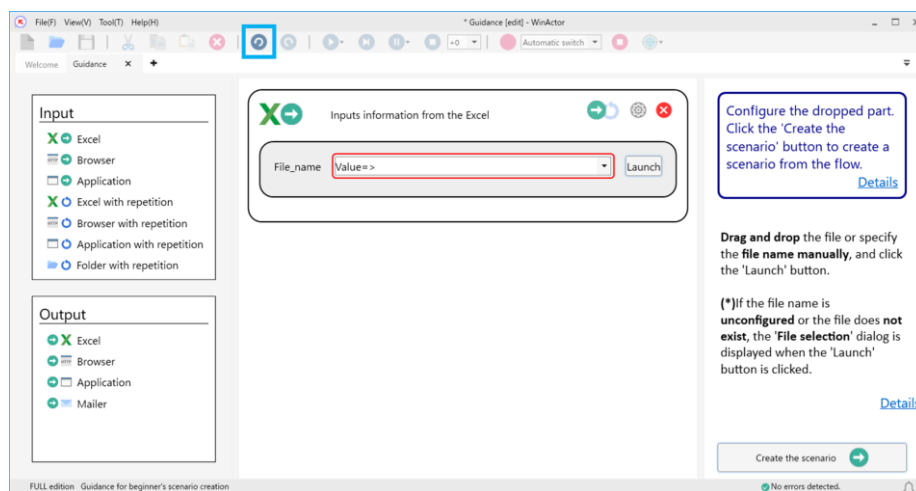 File(F) View(V) Tool(T) Help(H)
* Guidance [edit] - WinActor
×0
Automatic switch
Welcome
Guidance
Input
Excel
Browser
Application
Excel with repetition
Browser with repetition
Application with repetition
Folder with repetition
Output
Excel
Browser
Application
Mailer
Inputs information from the Excel
File_name
Value=>
Launch
Configure the dropped part.
Click the 'Create the
scenario' button to create a
scenario from the flow.
Details
Drag and drop the file or specify
the file name manually, and click
the 'Launch' button.
(*)If the file name is
unconfigured or the file does not
exist, the 'File selection' dialog is
displayed when the 'Launch'
button is clicked.
Details
Create the scenario
FULL edition Guidance for beginner's scenario creation
No errors detected.